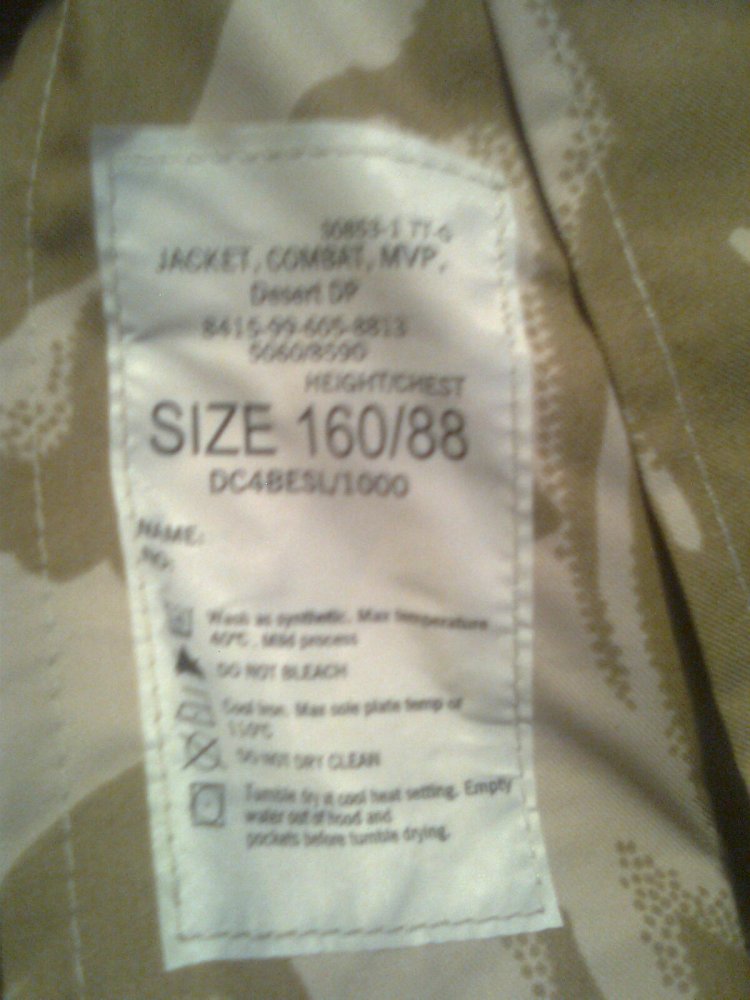 JACKET, COMBAT, MVP,
Desert DP
8415-99-605-8813
5060/8590
HEIGHT/CHEST
SIZE 160/88
DC4BESL/1000
NAME:
NO:
Wash as synthetic. Max temperature
40°C. Mild process
DO NOT BLEACH
Cool iron. Max sole plate temp of
110°C
DO NOT DRY CLEAN
Tumble dry at cool heat setting. Empty
water out of hood and
pockets before tumble drying.